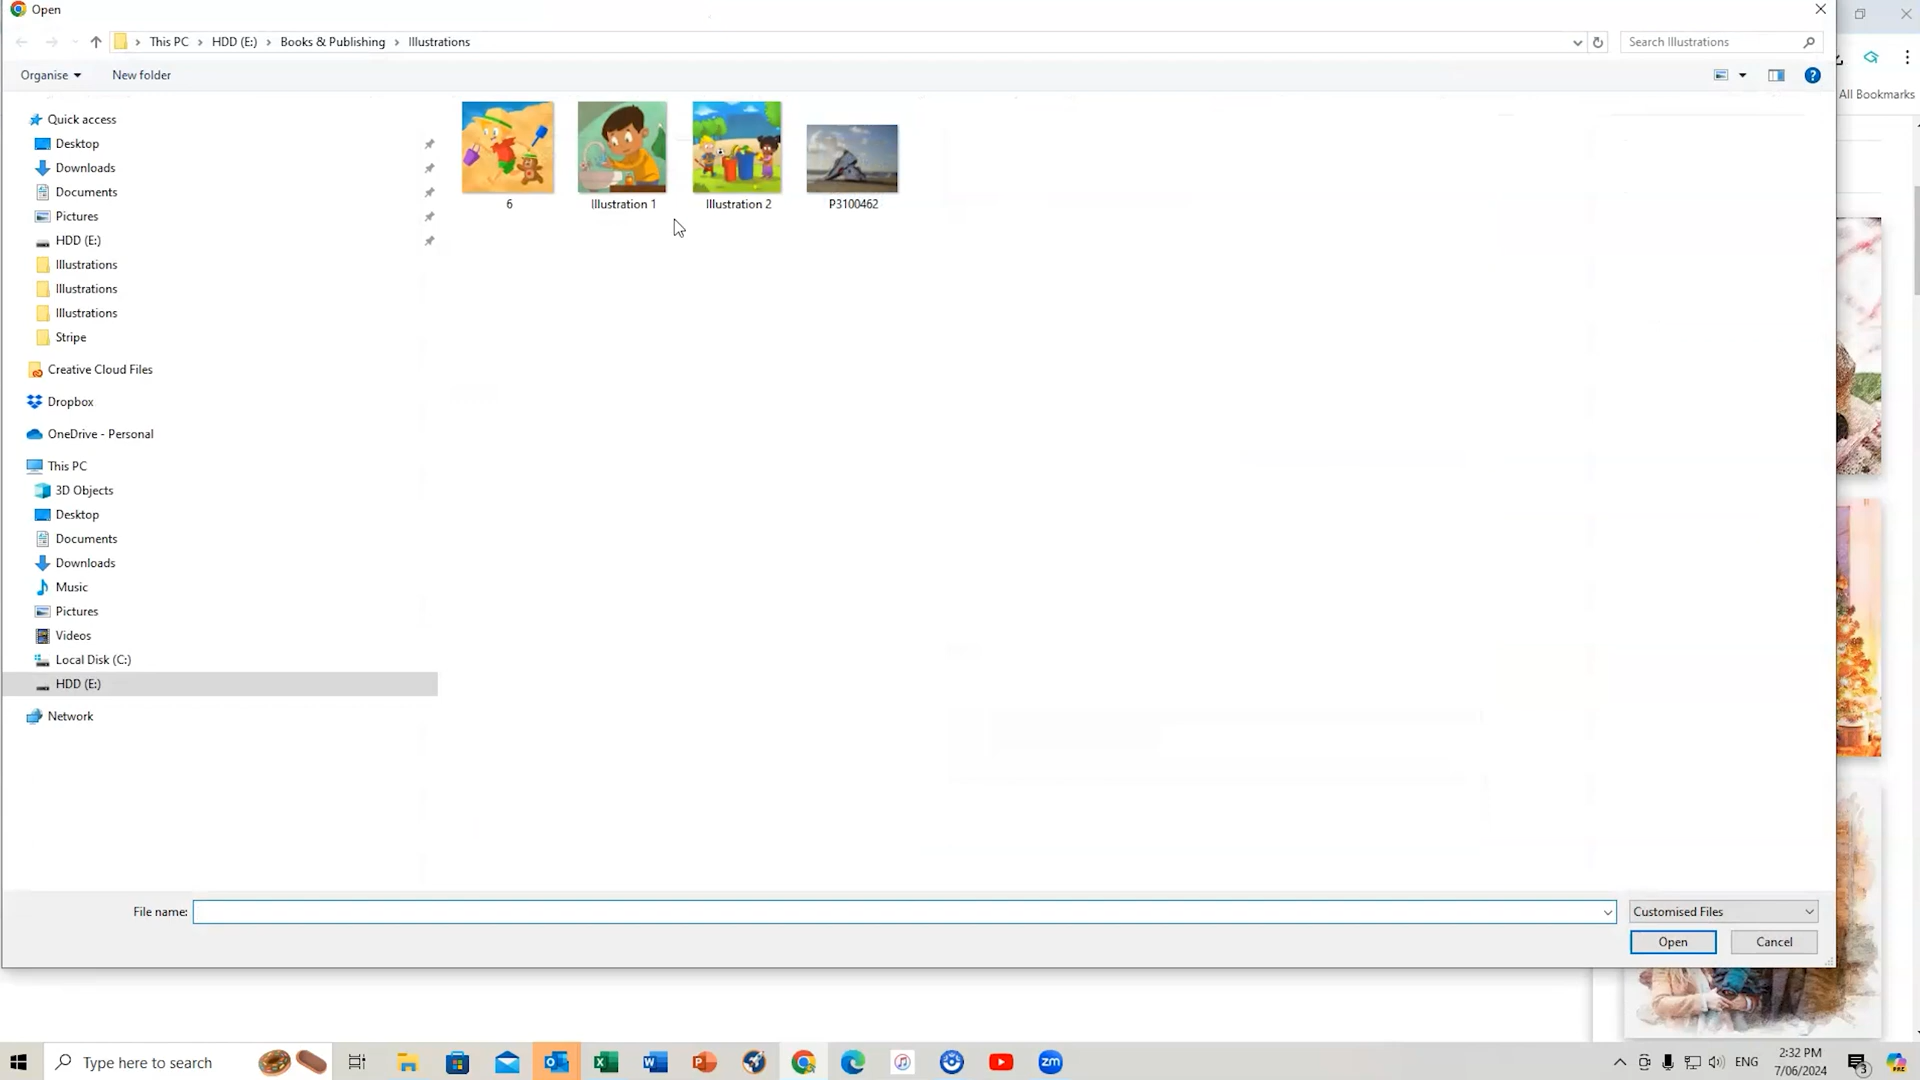 Open
This PC > HDD (E:) > Books & Publishing > Illustrations
Search Illustrations
Organise
New folder
All Bookmarks
Quick access
Desktop
Downloads
Documents
Pictures
HDD (E:)
Illustrations
Illustrations
Illustrations
Stripe
Creative Cloud Files
Dropbox
OneDrive - Personal
This PC
3D Objects
Desktop
Documents
Downloads
Music
Pictures
Videos
Local Disk (C:)
HDD (E:)
Network
6
Illustration 1
Illustration 2
P3100462
File name:
Customised Files
Open
Cancel
Type here to search
zm
ENG
2:32 PM
7/06/2024
3